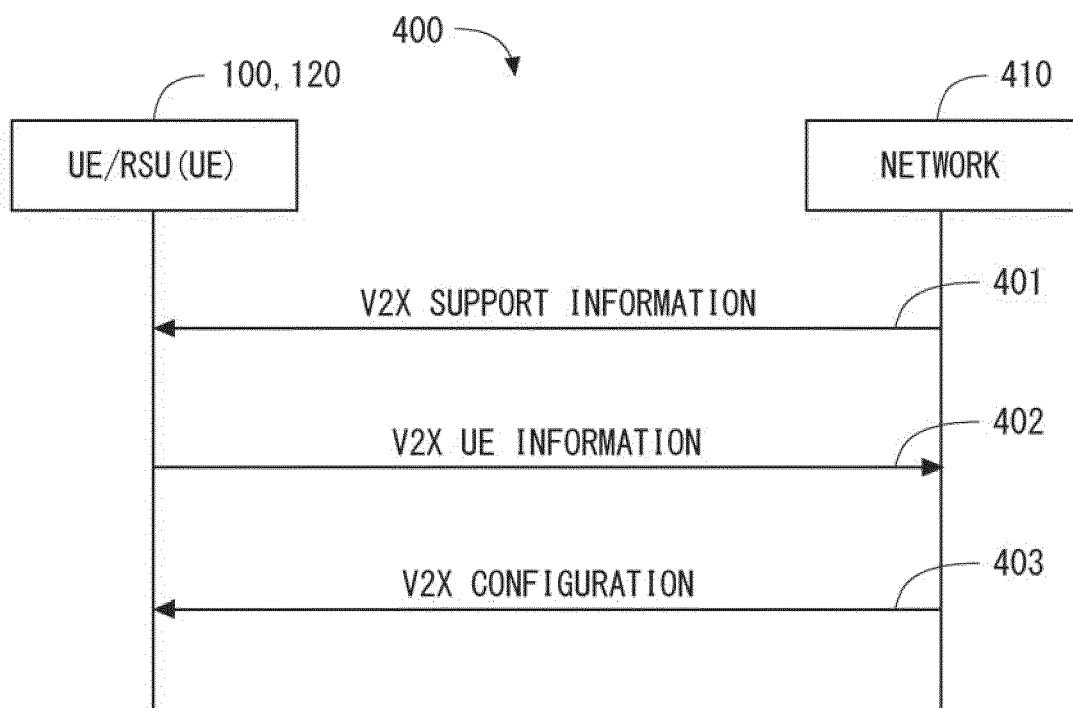 400
100, 120
410
UE/RSU (UE)
NETWORK
401
V2X SUPPORT INFORMATION
402
V2X UE INFORMATION
403
V2X CONFIGURATION